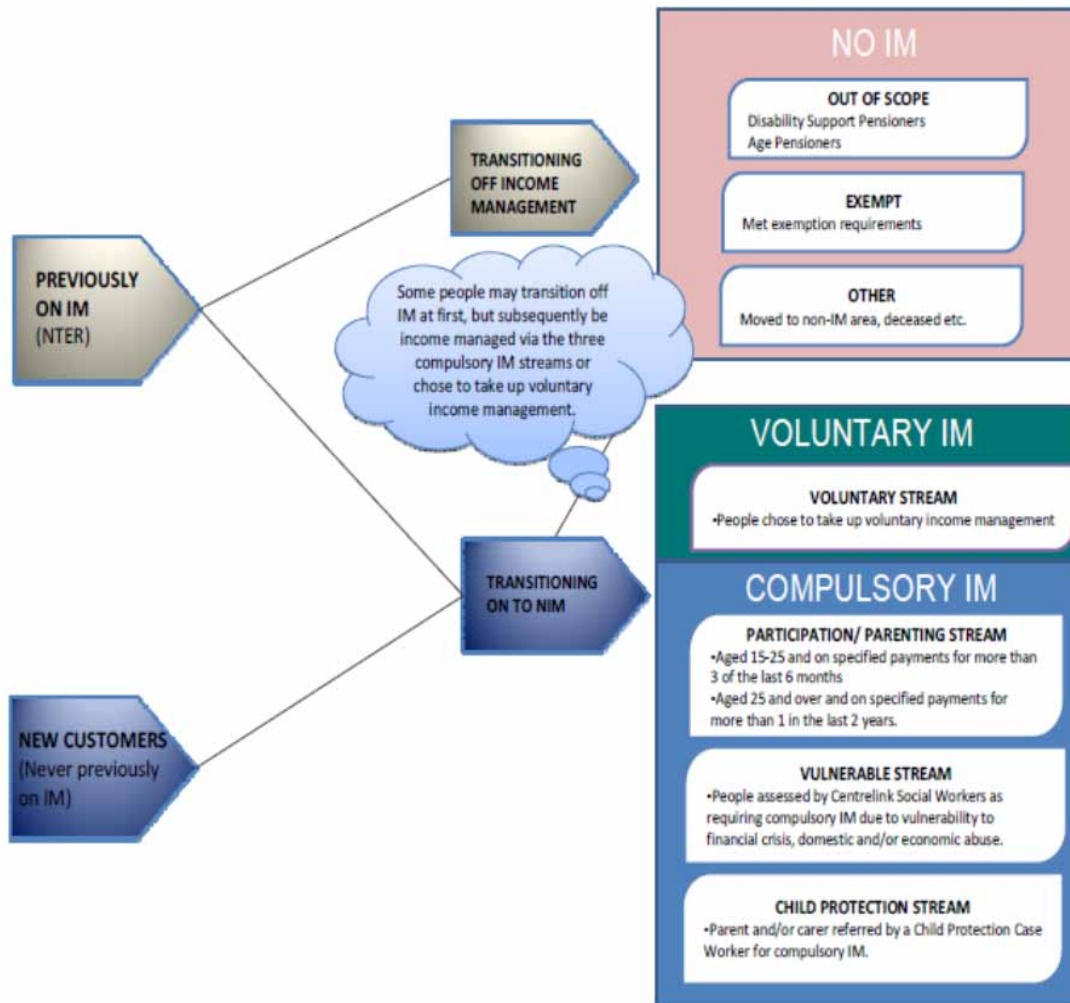 PREVIOUSLY
ON IM
(NTER)
NEW CUSTOMERS
(Never previously
on IM)
TRANSITIONING
OFF INCOME
MANAGEMENT
Some people may transition off
IM at first, but subsequently be
income managed via the three
compulsory IM streams or
chose to take up voluntary
income management.
TRANSITIONING
ON TO NIM
NO IM
OUT OF SCOPE
Disability Support Pensioners
Age Pensioners
EXEMPT
Met exemption requirements
OTHER
Moved to non-IM area, deceased etc.
VOLUNTARY IM
VOLUNTARY STREAM
•People chose to take up voluntary income management
COMPULSORY IM
PARTICIPATION/ PARENTING STREAM
•Aged 15-25 and on specified payments for more than
3 of the last 6 months
•Aged 25 and over and on specified payments for
more than 1 in the last 2 years.
VULNERABLE STREAM
•People assessed by Centrelink Social Workers as
requiring compulsory IM due to vulnerability to
financial crisis, domestic and/or economic abuse.
CHILD PROTECTION STREAM
•Parent and/or carer referred by a Child Protection Case
Worker for compulsory IM.